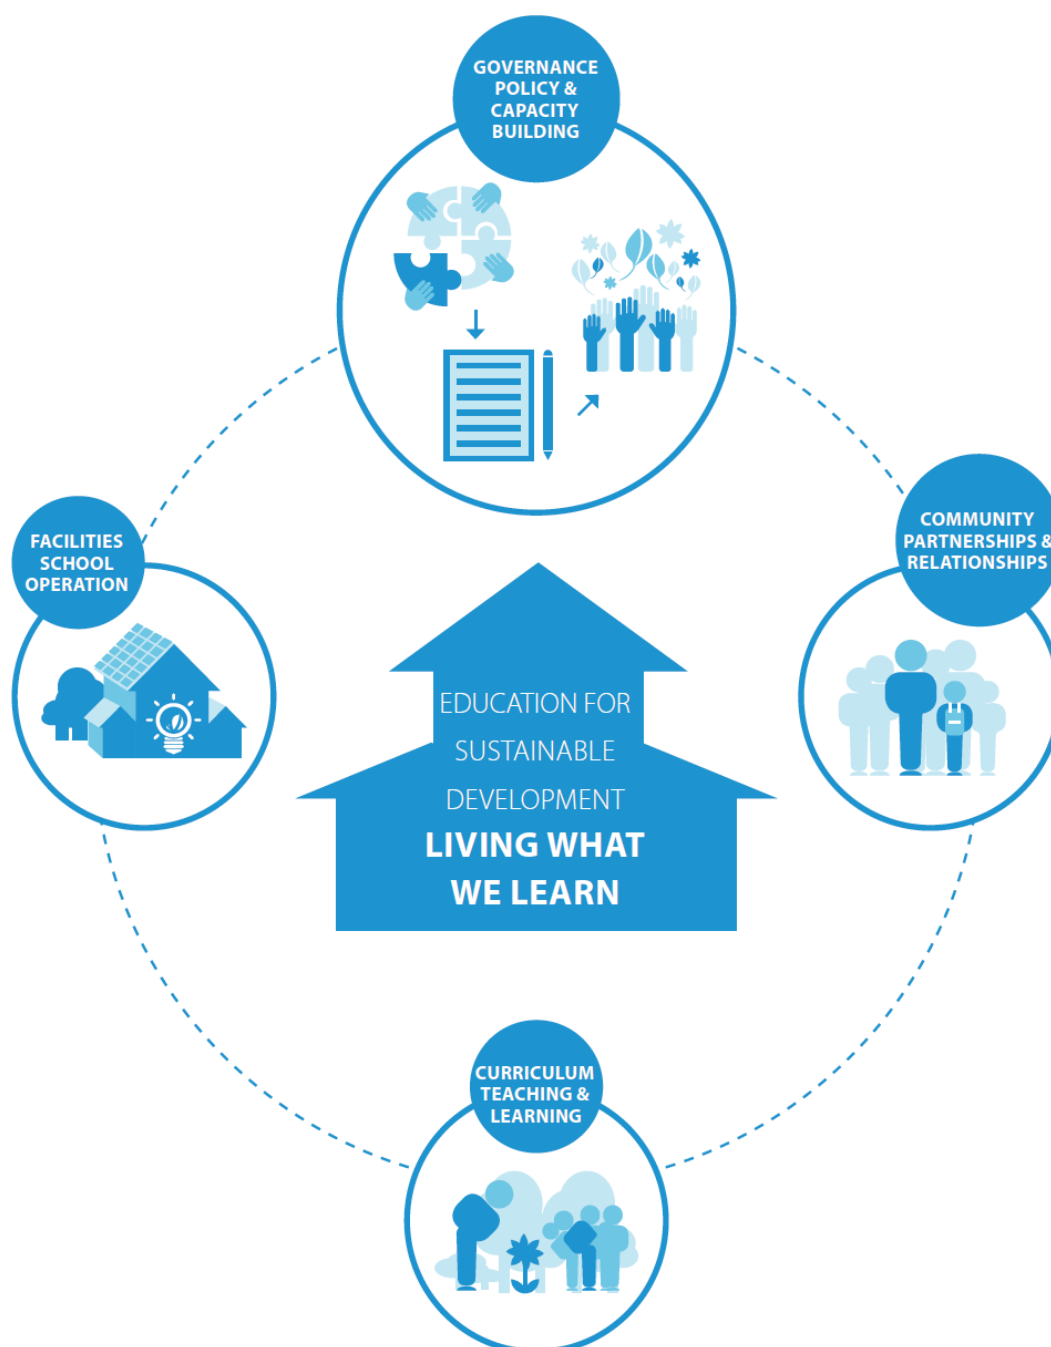 GOVERNANCE
POLICY &
CAPACITY
BUILDING
FACILITIES
SCHOOL
OPERATION
COMMUNITY
PARTNERSHIPS &
RELATIONSHIPS
EDUCATION FOR
SUSTAINABLE
DEVELOPMENT
LIVING WHAT
WE LEARN
CURRICULUM
TEACHING &
LEARNING